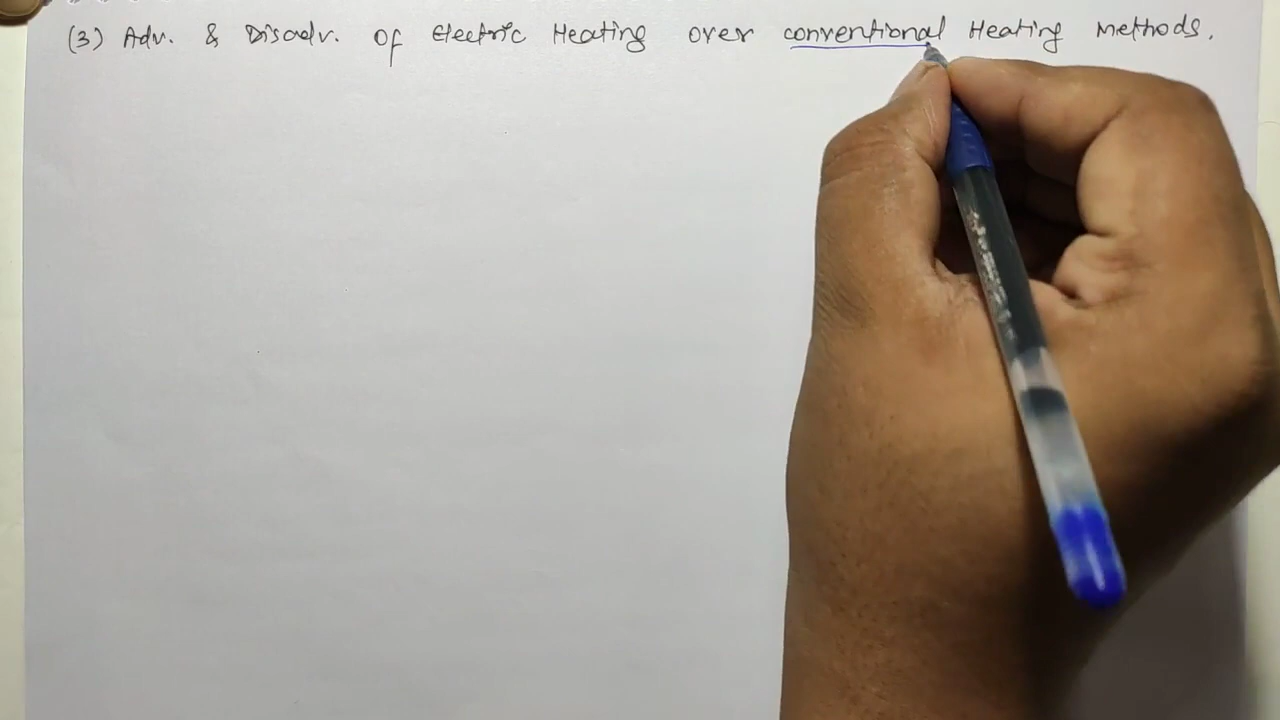 (3) Adv. & Disadv. of Electric Heating over conventional Heating Methods.